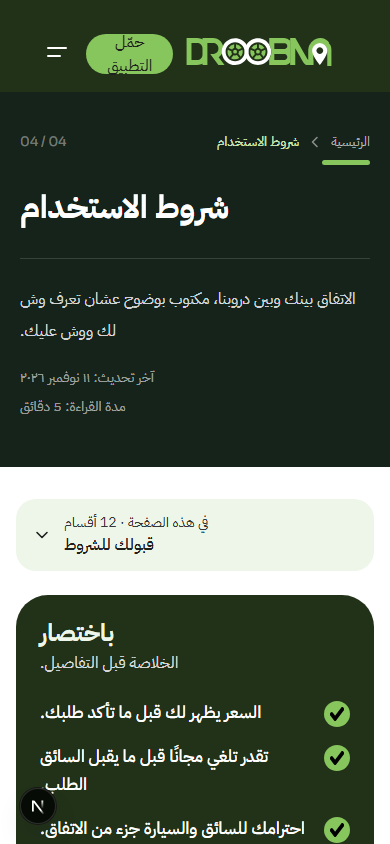 حمّل
التطبيق
DROOBNA
الرئيسية
شروط الاستخدام
04 / 04
شروط الاستخدام
الاتفاق بينك وبين دروبنا، مكتوب بوضوح عشان تعرف وش
لك ووش عليك.
آخر تحديث: ١١ نوفمبر ٢٠٢٦
مدة القراءة: 5 دقائق
في هذه الصفحة · 12 أقسام
قبولك للشروط
باختصار
الخلاصة قبل التفاصيل.
السعر يظهر لك قبل ما تأكد طلبك.
تقدر تلغي مجانًا قبل ما يقبل السائق
الطلب.
احترامك للسائق والسيارة جزء من الاتفاق.
N